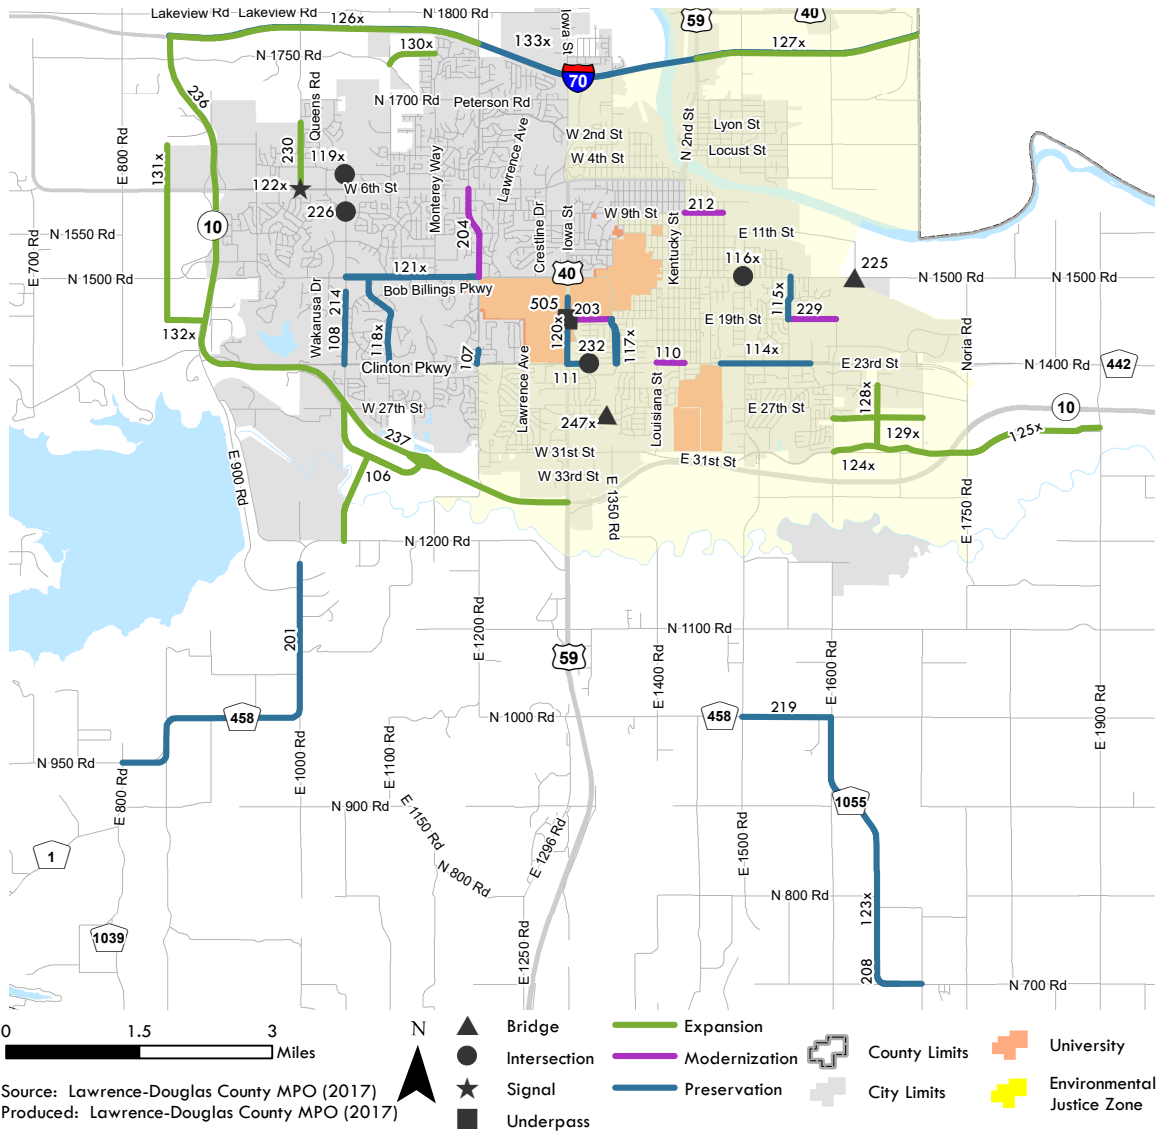 Lakeview Rd
Lakeview Rd
N 1800 Rd
Iowa St
59
40
126x
130x
133x
127x
N 1750 Rd
70
236
Queens Rd
N 1700 Rd
Peterson Rd
E 800 Rd
131x
230
119x
Monterey Way
Lawrence Ave
W 2nd St
W 4th St
N 2nd St
Lyon St
Locust St
122x
W 6th St
226
10
204
Crestline Dr
Iowa St
W 9th St
212
Kentucky St
E 11th St
N 1550 Rd
E 700 Rd
N 1500 Rd
121x
Bob Billings Pkwy
40
116x
225
N 1500 Rd
N 1500 Rd
115x
Wakarusa Dr
108
214
118x
505
203
120x
117x
E 19th St
229
132x
Noria Rd
107
232
110
114x
E 23rd St
N 1400 Rd
442
Clinton Pkwy
111
Lawrence Ave
Louisiana St
128x
W 27th St
247x
E 27th St
10
237
129x
125x
W 31st St
E 31st St
124x
E 900 Rd
106
W 33rd St
E 1350 Rd
E 1750 Rd
N 1200 Rd
201
E 1200 Rd
N 1100 Rd
59
E 1400 Rd
E 1600 Rd
E 1900 Rd
458
N 1000 Rd
458
219
N 950 Rd
E 800 Rd
E 1000 Rd
E 1100 Rd
N 900 Rd
1055
E 1150 Rd
E 1296 Rd
E 1500 Rd
1
N 800 Rd
N 800 Rd
123x
1039
E 1250 Rd
208
N 700 Rd
0 1.5 3
Miles
N
Bridge
Intersection
Signal
Underpass
Expansion
Modernization
Preservation
County Limits
City Limits
University
Environmental
Justice Zone
Source: Lawrence-Douglas County MPO (2017)
Produced: Lawrence-Douglas County MPO (2017)